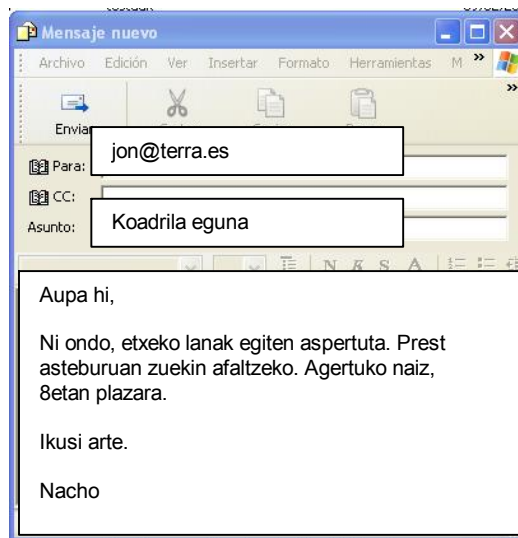 Mensaje nuevo
Archivo Edición Ver Insertar Formato Herramientas M »
»
Para: jon@terra.es
CC:
Asunto: Koadrila eguna
N K S A
Aupa hi,
Ni ondo, etxeko lanak egiten aspertuta. Prest
asteburuan zuekin afaltzeko. Agertuko naiz,
8etan plazara.
Ikusi arte.
Nacho